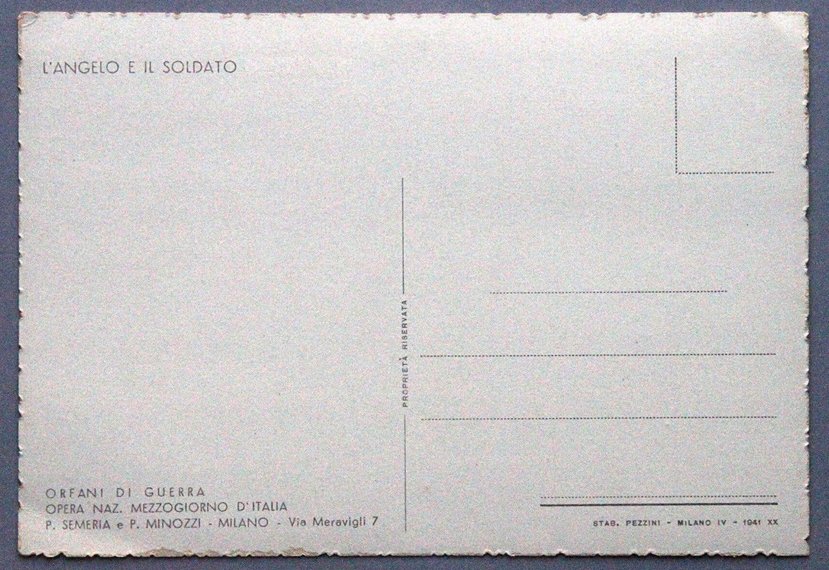 L'ANGELO E IL SOLDATO
PROPRIETÀ RISERVATA
ORFANI DI GUERRA
OPERA NAZ. MEZZOGIORNO D'ITALIA
P. SEMERIA e P. MINOZZI - MILANO - Via Meravigli 7
STAB. PEZZINI - MILANO IV - 1941 XX